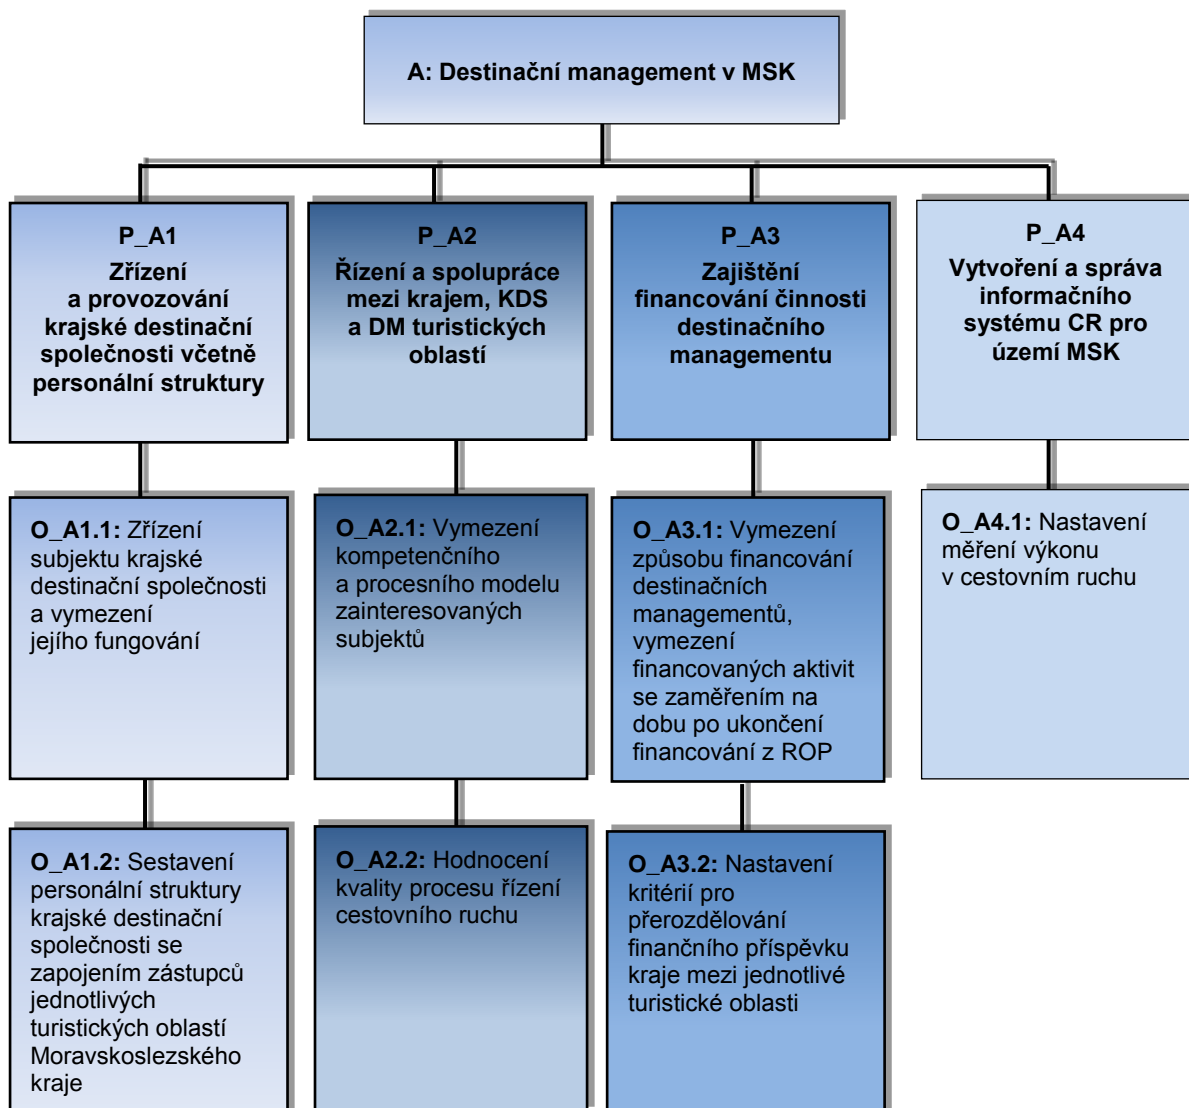 A: Destinační management v MSK
P_A1
Zřízení
a provozování
krajské destinační
společnosti včetně
personální struktury
P_A2
Řízení a spolupráce
mezi krajem, KDS
a DM turistických
oblastí
P_A3
Zajištění
financování činnosti
destinačního
managementu
P_A4
Vytvoření a správa
informačního
systému CR pro
území MSK
O_A1.1: Zřízení
subjektu krajské
destinační společnosti
a vymezení
jejího fungování
O_A2.1: Vymezení
kompetenčního
a procesního modelu
zainteresovaných
subjektů
O_A3.1: Vymezení
způsobu financování
destinačních
managementů,
vymezení
financovaných aktivit
se zaměřením na
dobu po ukončení
financování z ROP
O_A4.1: Nastavení
měření výkonu
v cestovním ruchu
O_A1.2: Sestavení
personální struktury
krajské destinační
společnosti se
zapojením zástupců
jednotlivých
turistických oblastí
Moravskoslezského
kraje
O_A2.2: Hodnocení
kvality procesu řízení
cestovního ruchu
O_A3.2: Nastavení
kritérií pro
přerozdělování
finančního příspěvku
kraje mezi jednotlivé
turistické oblasti